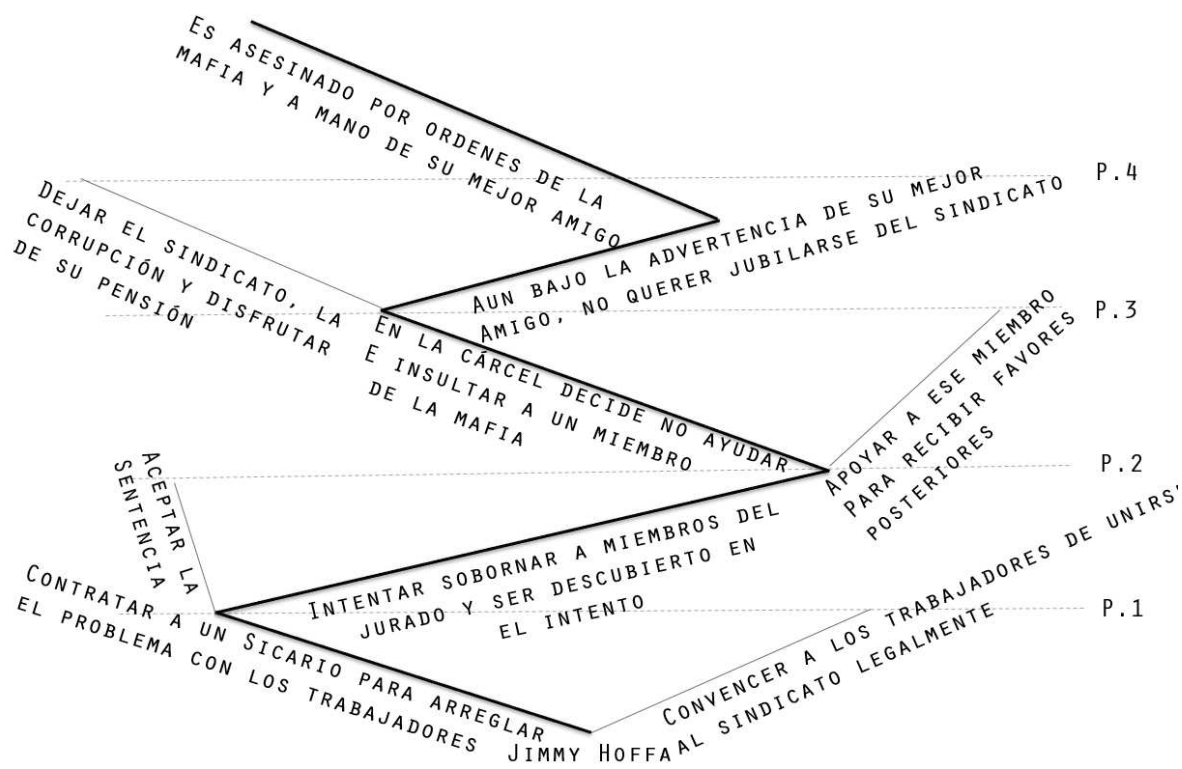 Es asesinado por ordenes de la
mafia y a mano de su mejor amigo
P.4
Dejar el sindicato, la
corrupción y disfrutar
de su pensión
Aun bajo la advertencia de su mejor
Amigo, no querer jubilarse del sindicato
P.3
En la cárcel decide no ayudar
e insultar a un miembro
de la mafia
Apoyar a ese miembro
para recibir favores
posteriores
P.2
Aceptar la
sentencia
Intentar sobornar a miembros del
jurado y ser descubierto en
el intento
P.1
Contratar a un Sicario para arreglar
el problema con los trabajadores
Convencer a los trabajadores de unirse
al sindicato legalmente
Jimmy Hoffa